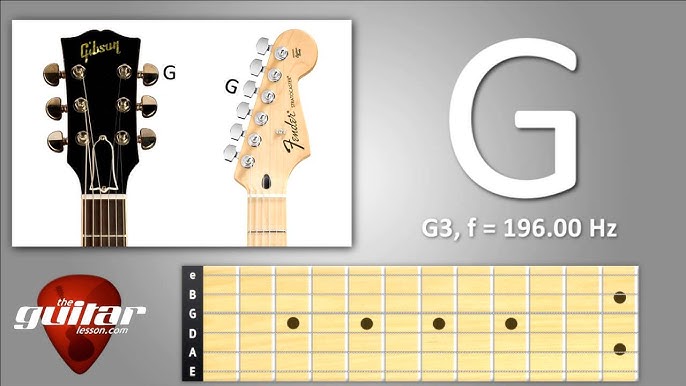 Gibson
G
G
Fender
STRATOCASTER
G
G3, f = 196.00 Hz
the
guitar
lesson.com
e
B
G
D
A
E